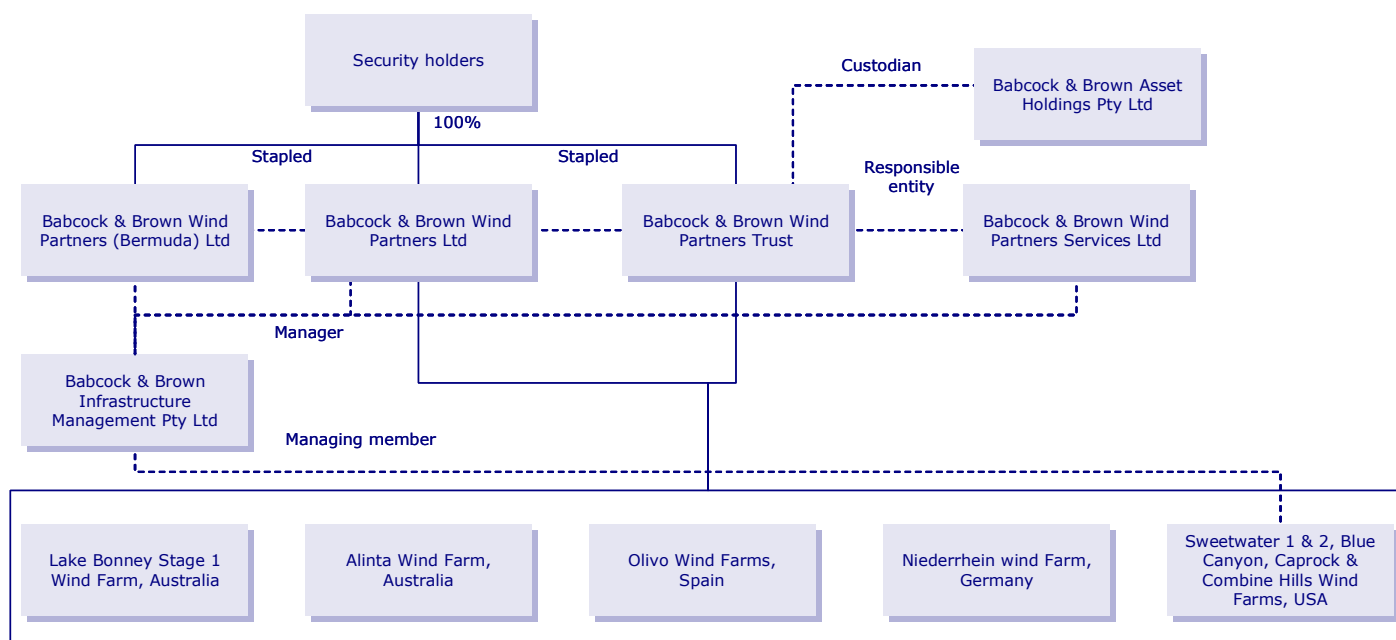 Security holders
Custodian
Babcock & Brown Asset
Holdings Pty Ltd
100%
Stapled
Stapled
Responsible
entity
Babcock & Brown Wind
Partners (Bermuda) Ltd
Babcock & Brown Wind
Partners Ltd
Babcock & Brown Wind
Partners Trust
Babcock & Brown Wind
Partners Services Ltd
Manager
Babcock & Brown
Infrastructure
Management Pty Ltd
Managing member
Lake Bonney Stage 1
Wind Farm, Australia
Alinta Wind Farm,
Australia
Olivo Wind Farms,
Spain
Niederrhein wind Farm,
Germany
Sweetwater 1 & 2, Blue
Canyon, Caprock &
Combine Hills Wind
Farms, USA